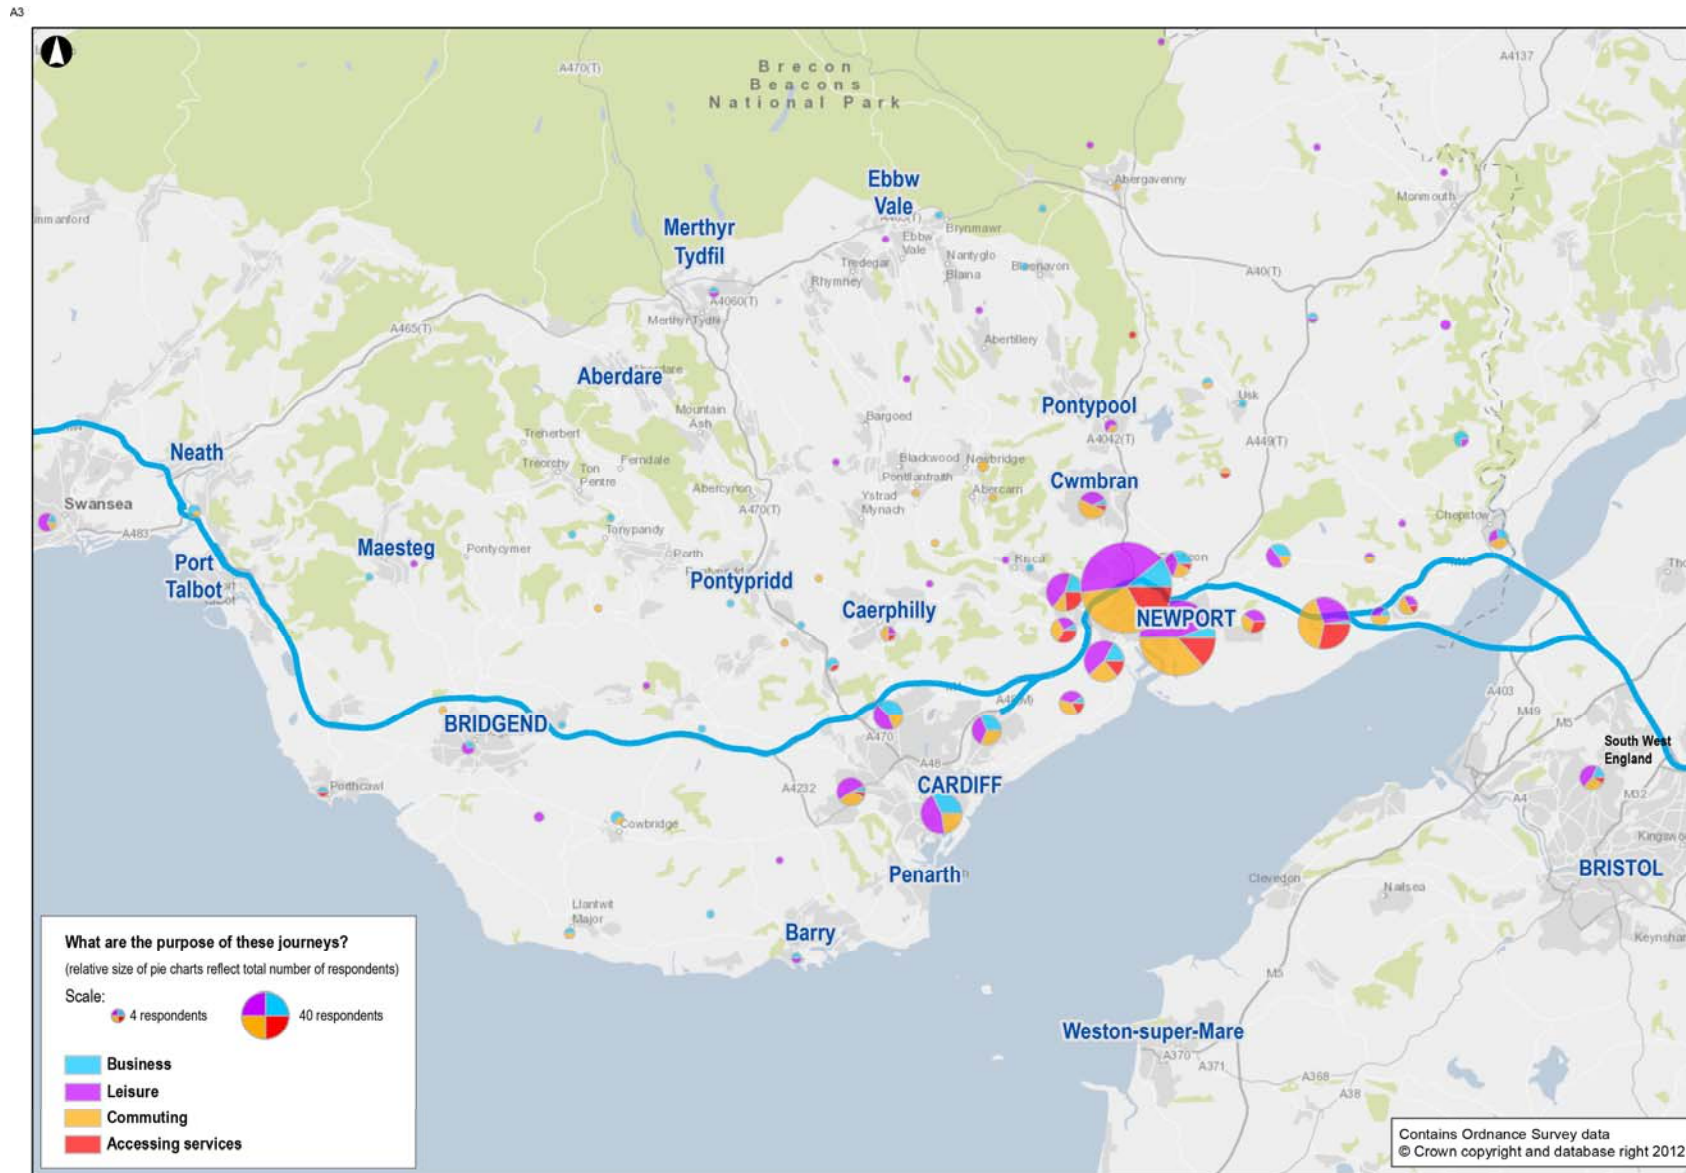 A3
Brecon
Beacons
National Park
A470(T)
A4137
Abergavenny
Monmouth
Ebbw
Vale
Brynmawr
Ebbw
Vale
Nantyglo
Blaina
Tredegar
Rhymney
Blaenavon
A40(T)
Merthyr
Tydfil
A4060(T)
Merthyr Tydfil
A465(T)
Abertillery
Aberdare
Mountain
Ash
Bargoed
Pontypool
A4042(T)
Usk
A449(T)
Neath
Treherbert
Treorchy
Ton
Pentre
Ferndale
Abercynon
A470(T)
Blackwood
Newbridge
Pontllanfraith
Abercarn
Ystrad
Mynach
Cwmbran
Swansea
A483
Chepstow
Port
Talbot
Maesteg
Pontycymer
Tonypandy
Porth
Pontypridd
Risca
Caerphilly
NEWPORT
A48(M)
A403
M49
M5
BRIDGEND
A470
A48
South West
England
Porthcawl
A4232
CARDIFF
A4
M32
Kingswood
Cowbridge
Penarth
Clevedon
Nailsea
BRISTOL
Llantwit
Major
Barry
Keynsham
M5
Weston-super-Mare
A370
A371
A368
A38
What are the purpose of these journeys?
(relative size of pie charts reflect total number of respondents)
Scale:
4 respondents
40 respondents
Business
Leisure
Commuting
Accessing services
Contains Ordnance Survey data
© Crown copyright and database right 2012